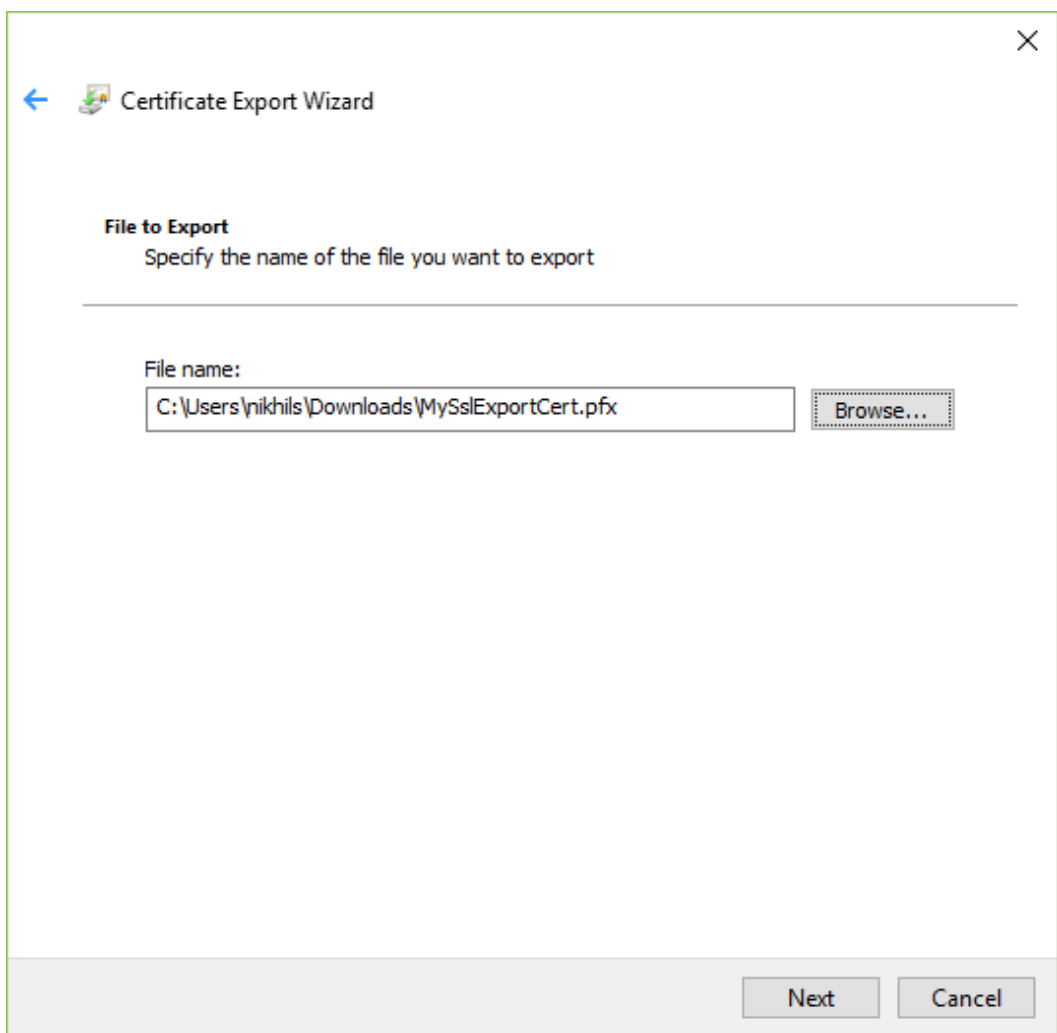 Certificate Export Wizard
File to Export
Specify the name of the file you want to export
File name:
C:\Users\nikhils\Downloads\MySslExportCert.pfx
Browse...
Next
Cancel